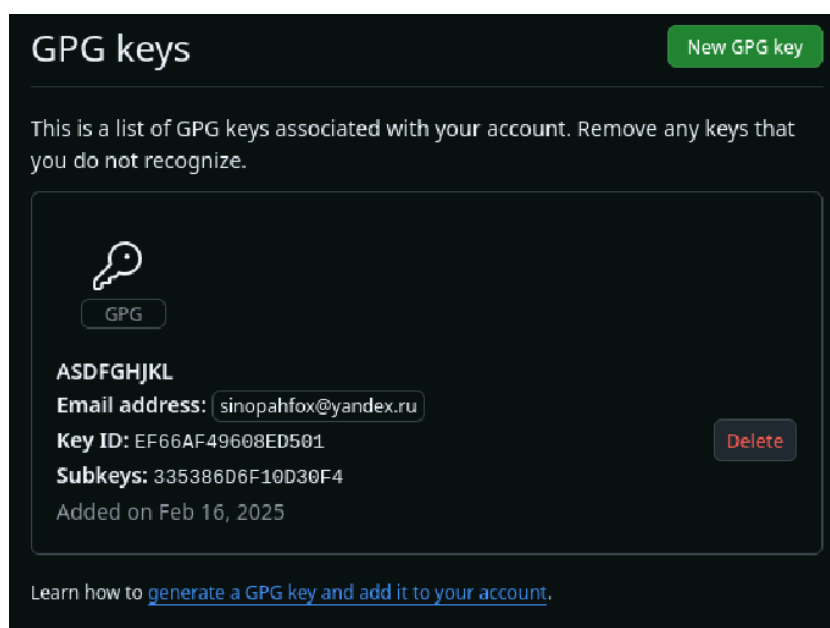 GPG keys
New GPG key
This is a list of GPG keys associated with your account. Remove any keys that
you do not recognize.
GPG
ASDFGHJKL
Email address: sinopahfox@yandex.ru
Key ID: EF66AF49608ED501
Delete
Subkeys: 335386D6F10D30F4
Added on Feb 16, 2025
Learn how to generate a GPG key and add it to your account.